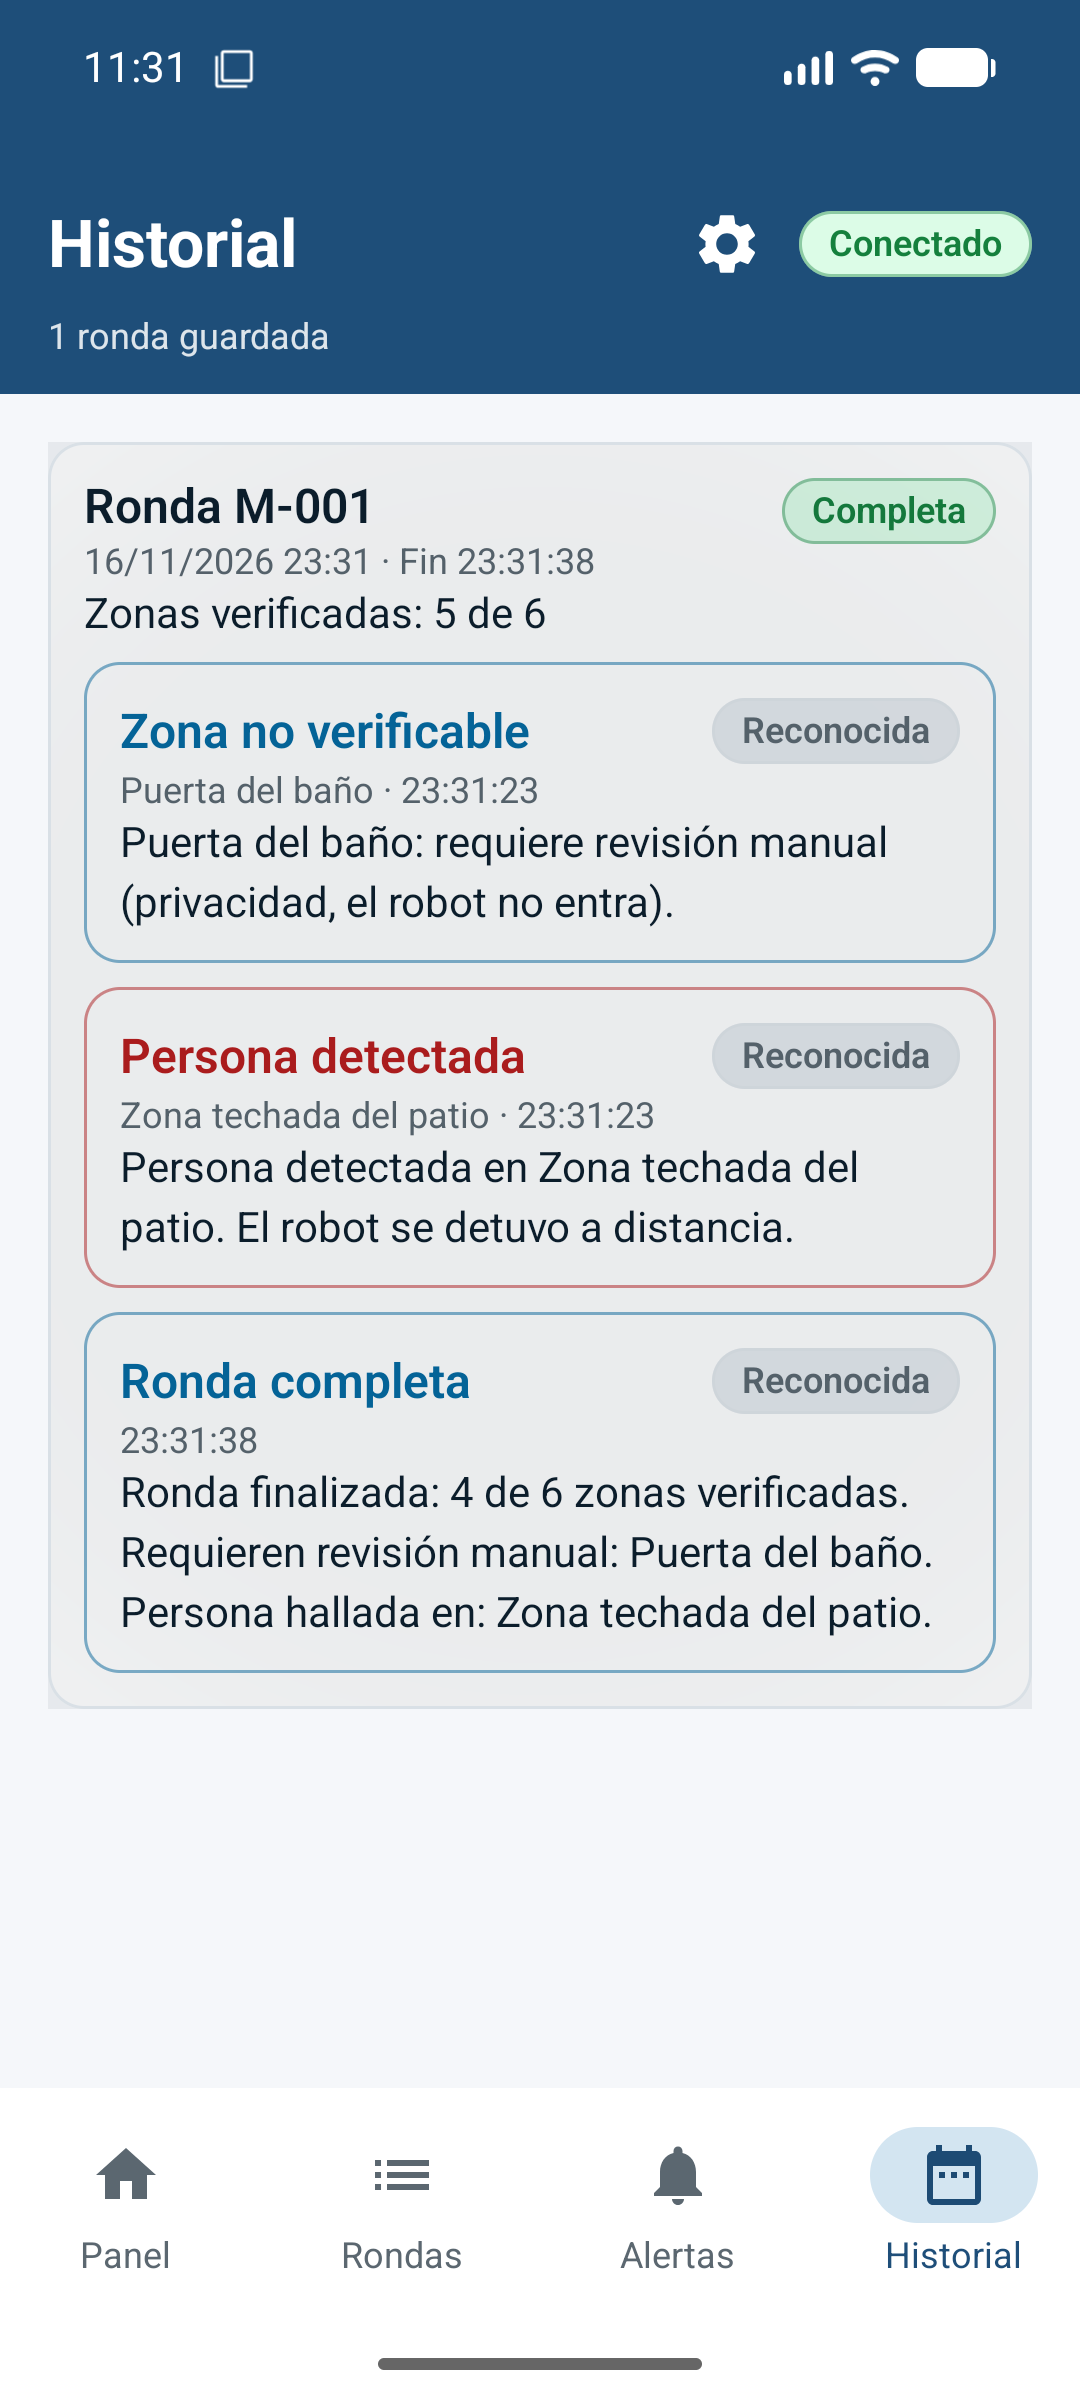 11:31
Historial
Conectado
1 ronda guardada
Ronda M-001
Completa
16/11/2026 23:31 · Fin 23:31:38
Zonas verificadas: 5 de 6
Zona no verificable
Reconocida
Puerta del baño · 23:31:23
Puerta del baño: requiere revisión manual
(privacidad, el robot no entra).
Persona detectada
Reconocida
Zona techada del patio · 23:31:23
Persona detectada en Zona techada del
patio. El robot se detuvo a distancia.
Ronda completa
Reconocida
23:31:38
Ronda finalizada: 4 de 6 zonas verificadas.
Requieren revisión manual: Puerta del baño.
Persona hallada en: Zona techada del patio.
Panel
Rondas
Alertas
Historial